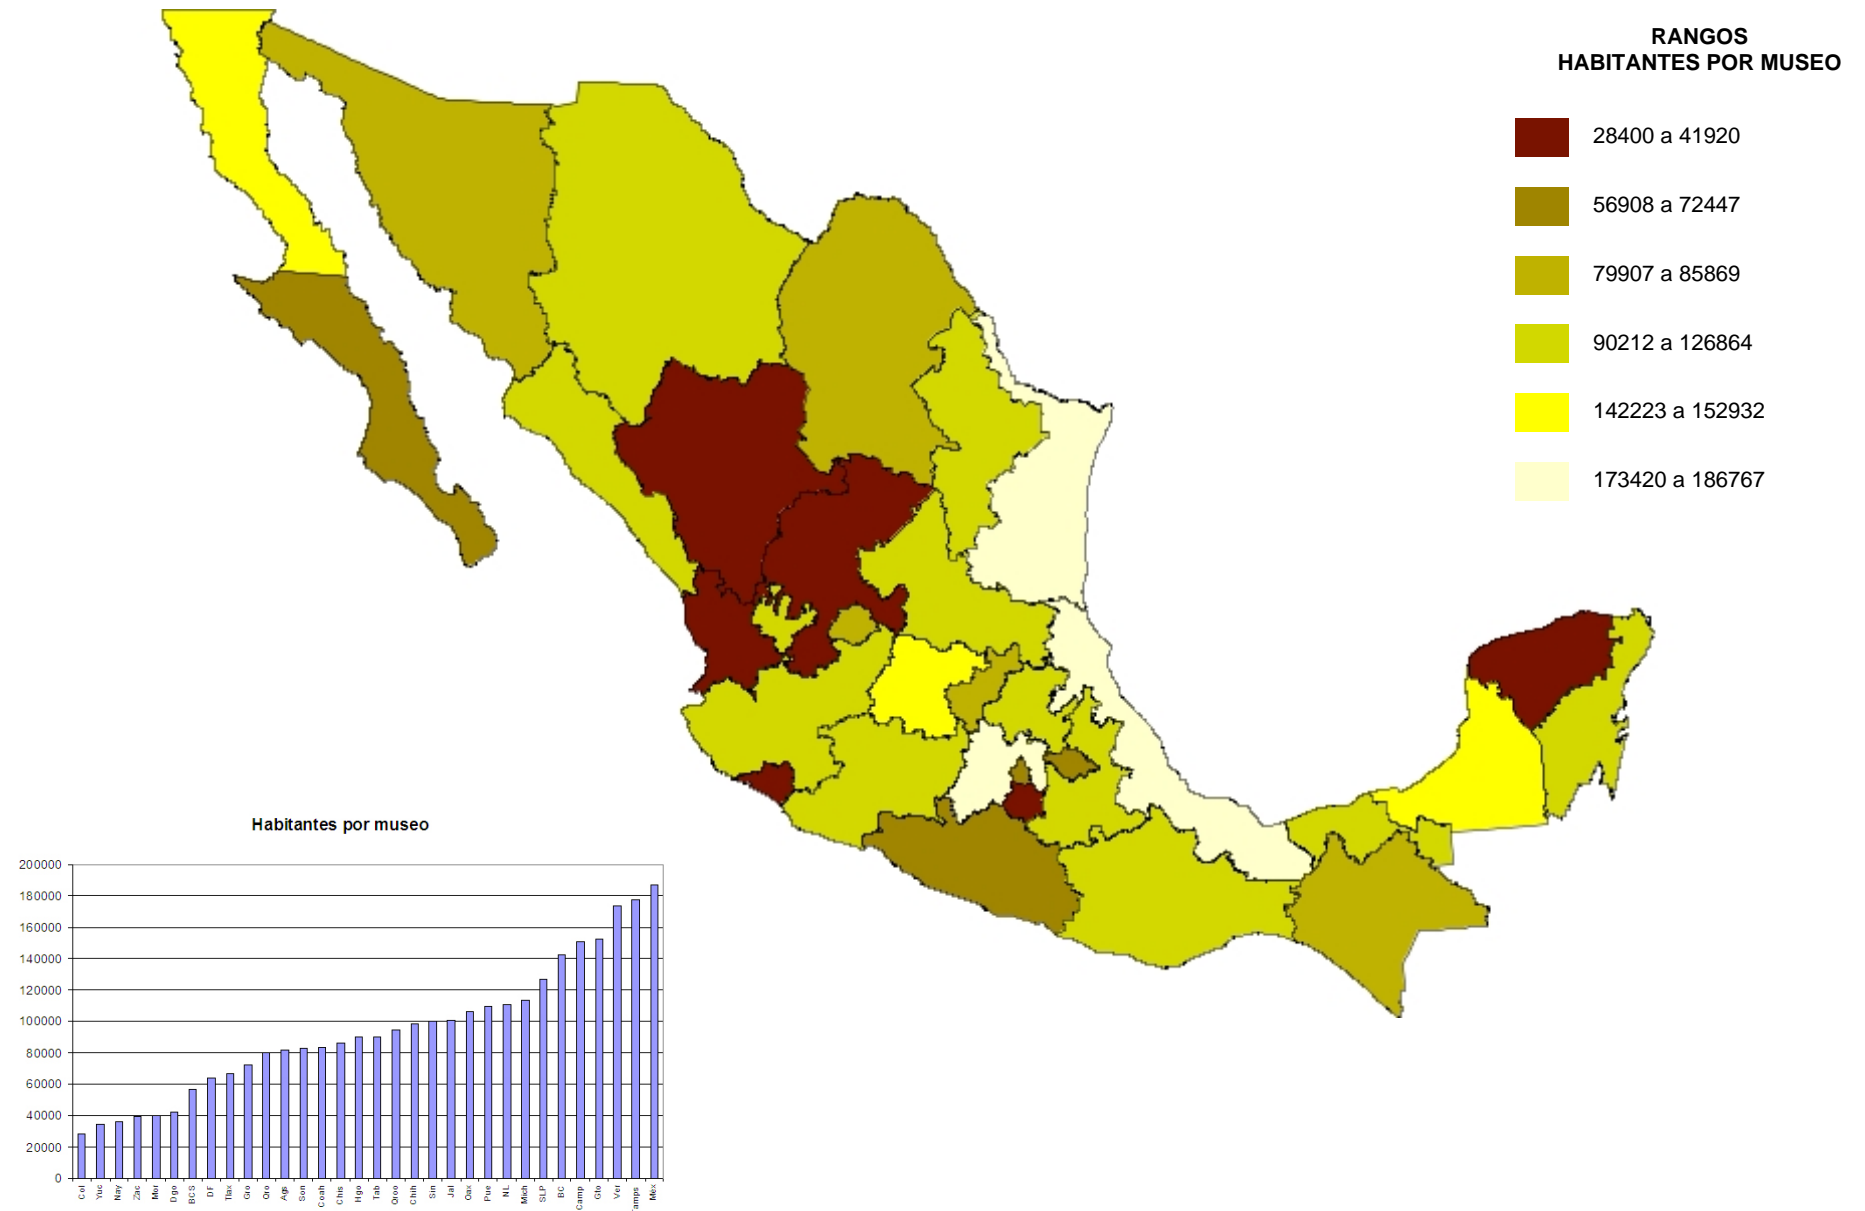 RANGOS
HABITANTES POR MUSEO
28400 a 41920
56908 a 72447
79907 a 85869
90212 a 126864
142223 a 152932
173420 a 186767
Habitantes por museo
200000
180000
160000
140000
120000
100000
80000
60000
40000
20000
0
Col Yuc Nay Zac Mor Dgo BCS DF Tlax Gro Qro Ags Son Coah Chis Hgo Tab Qroo Chih Sin Jal Oax Pue NL Mich SLP BC Camp Gto Ver Tamps Mex